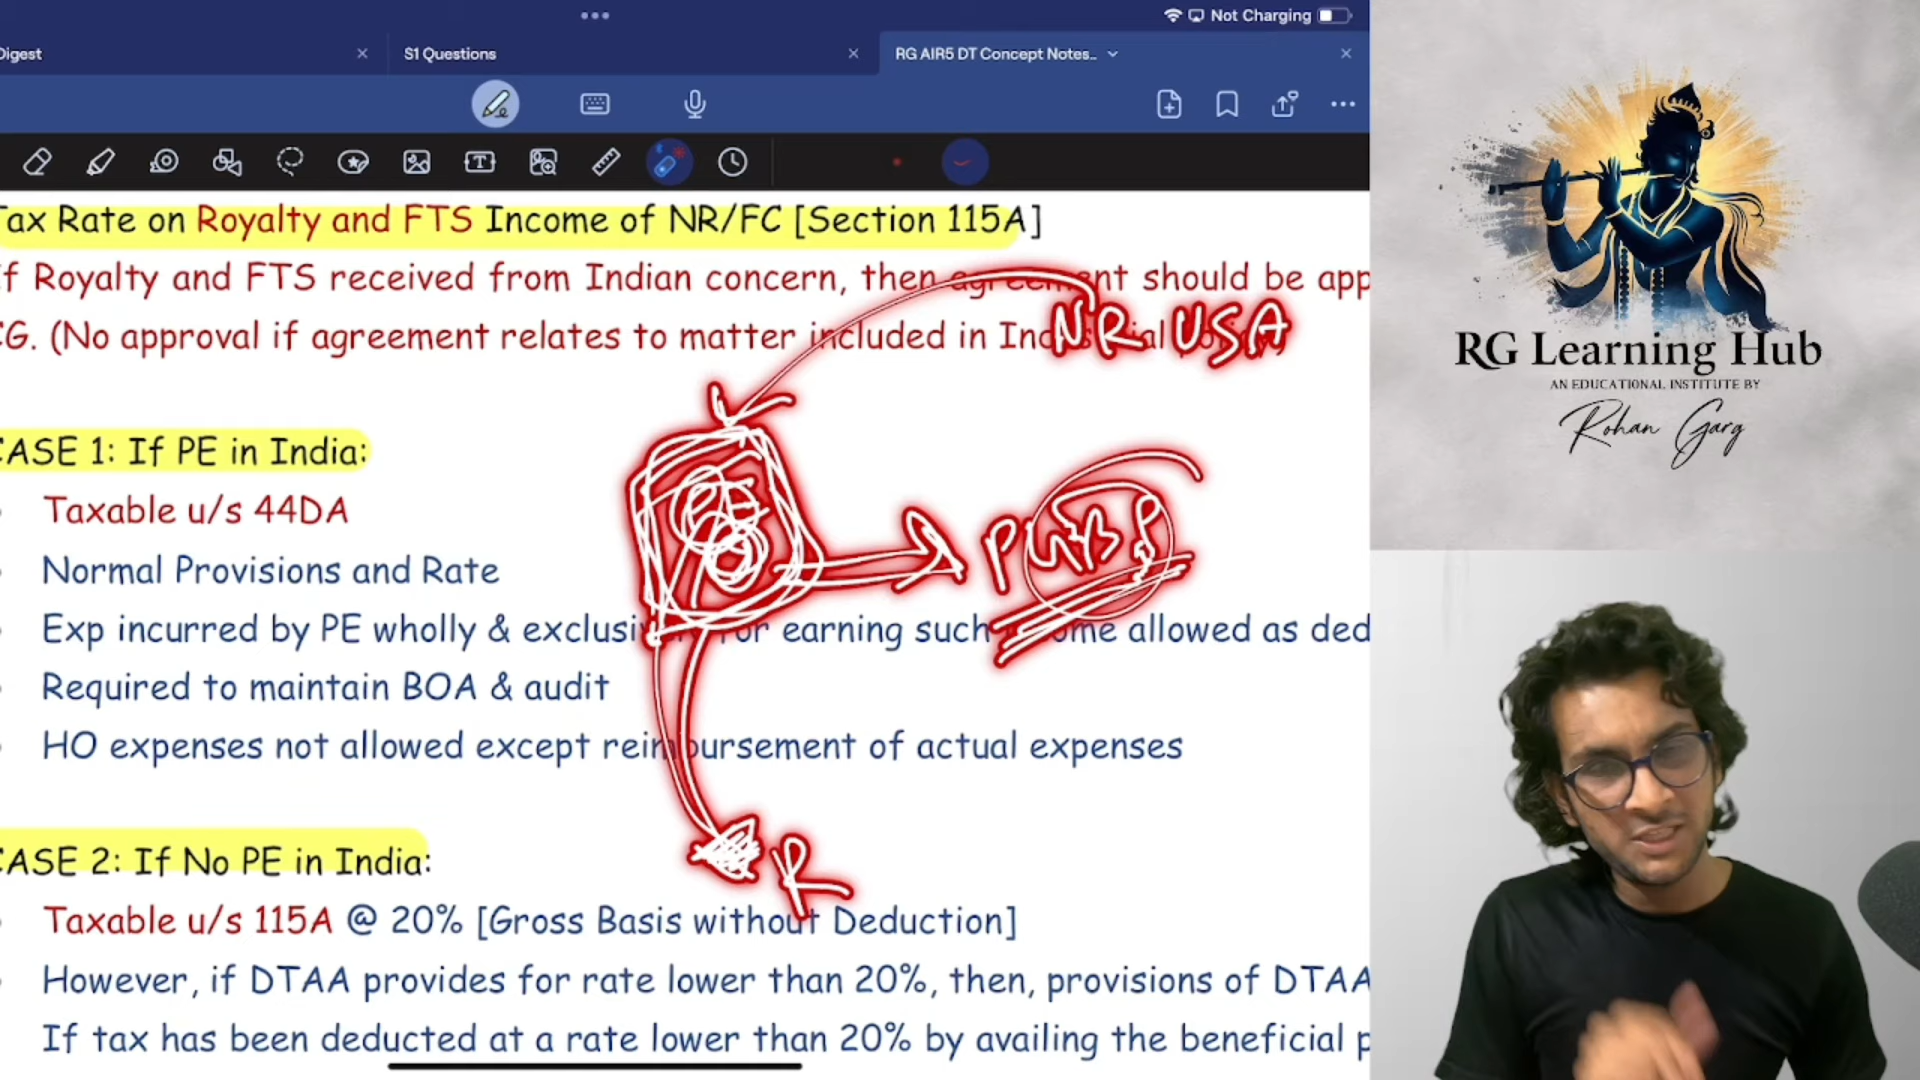 Not Charging
Digest
S1 Questions
RG AIR5 DT Concept Notes..
Tax Rate on Royalty and FTS Income of NR/FC [Section 115A]
If Royalty and FTS received from Indian concern, then agreement should be app
CG. (No approval if agreement relates to matter included in
NR USA
CASE 1: If PE in India:
Taxable u/s 44DA
PGBP
Normal Provisions and Rate
Exp incurred by PE wholly & for earning such allowed as ded
Required to maintain BOA & audit
HO expenses not allowed except reimbursement of actual expenses
CASE 2: If No PE in India:
R
Taxable u/s 115A @ 20% [Gross Basis without Deduction]
However, if DTAA provides for rate lower than 20%, then, provisions of DTAA
If tax has been deducted at a rate lower than 20% by availing the beneficial p
RG Learning Hub
AN EDUCATIONAL INSTITUTE BY
Rohan Garg